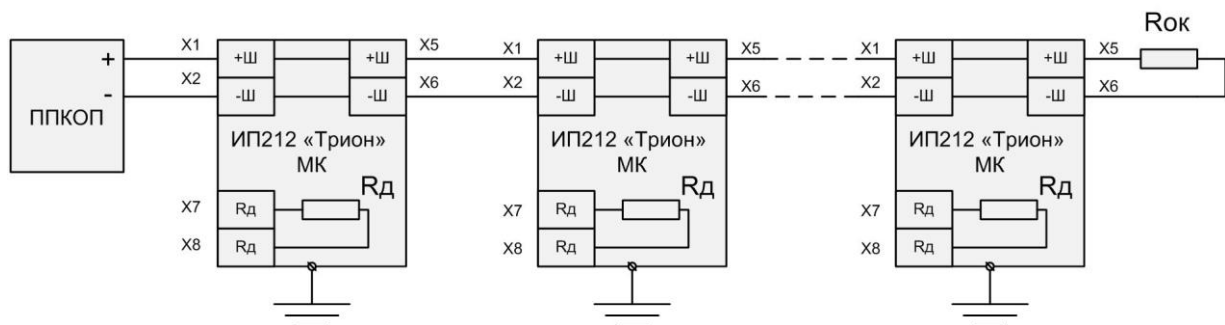 Rок
X1 X5 X1 X5 X1 X5
+ +Ш +Ш +Ш +Ш +Ш +Ш
X2 X6 X2 X6 X2 X6
- -Ш -Ш -Ш -Ш -Ш -Ш
ППКОП
ИП212 «Трион» ИП212 «Трион» ИП212 «Трион»
МК МК МК
Rд Rд Rд
X7 Rд X7 Rд X7 Rд
X8 Rд X8 Rд X8 Rд